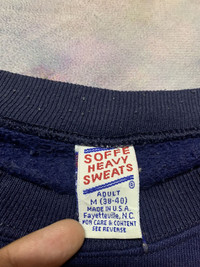 SOFFE
HEAVY
SWEATS
®
ADULT
M (38-40)
MADE IN U.S.A.
Fayetteville, N.C.
FOR CARE & CONTENT
SEE REVERSE